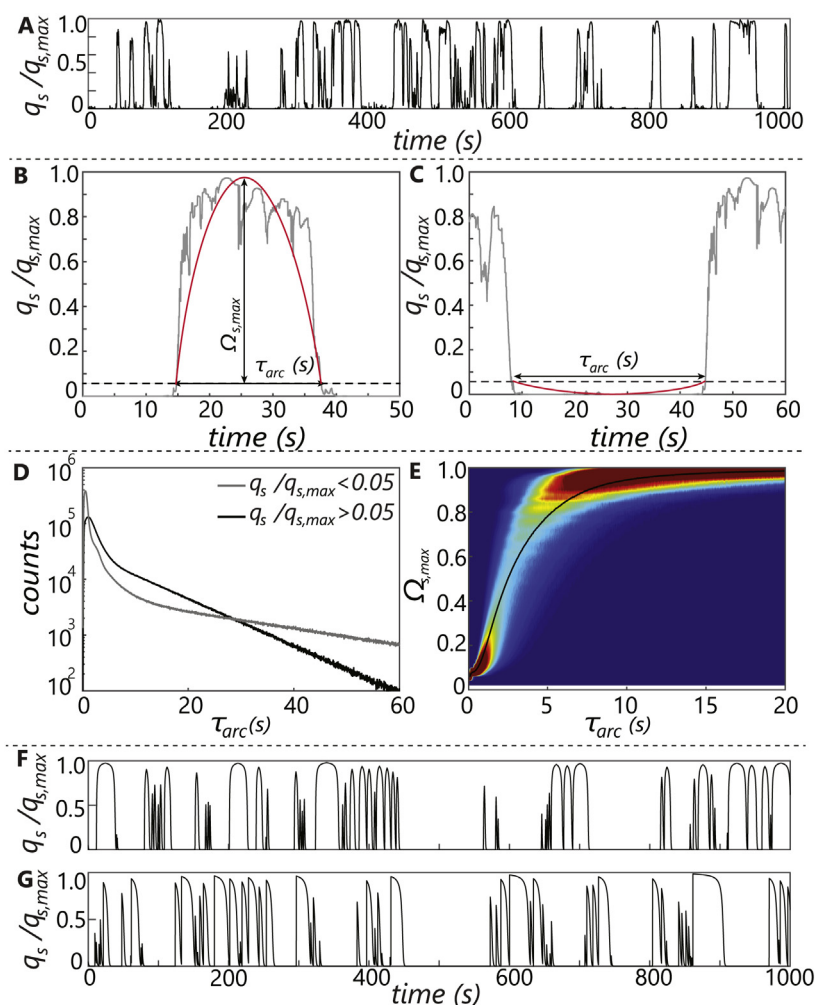 A
q_s/q_s,max
1.0
0.5
0
0 200 400 600 800 1000
time (s)
B
q_s/q_s,max
1.0
0.8
0.6
0.4
0.2
0
Ω_s,max
τ_arc (s)
0 10 20 30 40 50
time (s)
C
q_s/q_s,max
1.0
0.8
0.6
0.4
0.2
0
τ_arc (s)
0 10 20 30 40 50 60
time (s)
D
counts
10^6
10^5
10^4
10^3
10^2
q_s/q_s,max<0.05
q_s/q_s,max>0.05
0 20 40 60
τ_arc(s)
E
Ω_s,max
1.0
0.8
0.6
0.4
0.2
0
0 5 10 15 20
τ_arc (s)
F
q_s/q_s,max
1.0
0.5
0
G
q_s/q_s,max
1.0
0.5
0
0 200 400 600 800 1000
time (s)